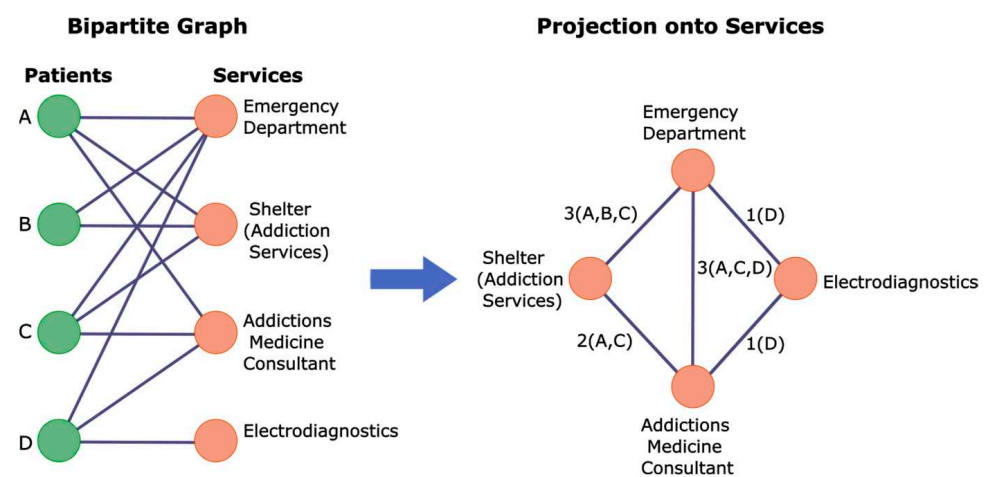 Bipartite Graph
Patients
Services
A
Emergency
Department
B
Shelter
(Addiction
Services)
C
Addictions
Medicine
Consultant
D
Electrodiagnostics
Projection onto Services
Emergency
Department
3(A,B,C)
1(D)
Shelter
(Addiction
Services)
3(A,C,D)
Electrodiagnostics
2(A,C)
1(D)
Addictions
Medicine
Consultant